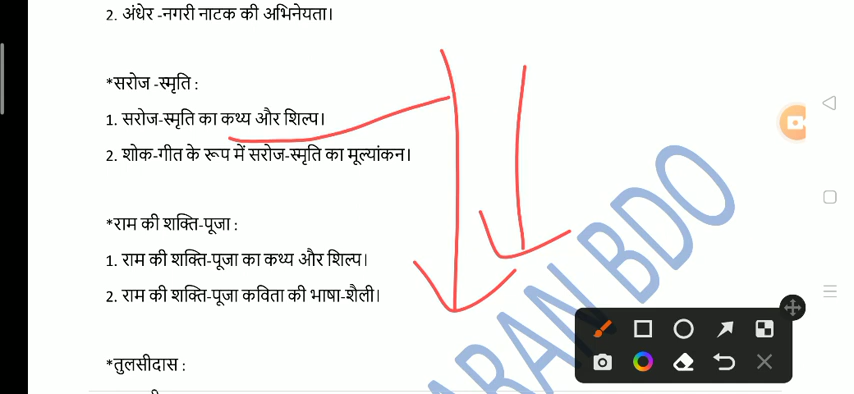 2. अंधेर -नगरी नाटक की अभिनेयता।
*सरोज -स्मृति :
1. सरोज-स्मृति का कथ्य और शिल्प।
2. शोक-गीत के रूप में सरोज-स्मृति का मूल्यांकन।
*राम की शक्ति-पूजा :
1. राम की शक्ति-पूजा का कथ्य और शिल्प।
2. राम की शक्ति-पूजा कविता की भाषा-शैली।
*तुलसीदास :
BDO